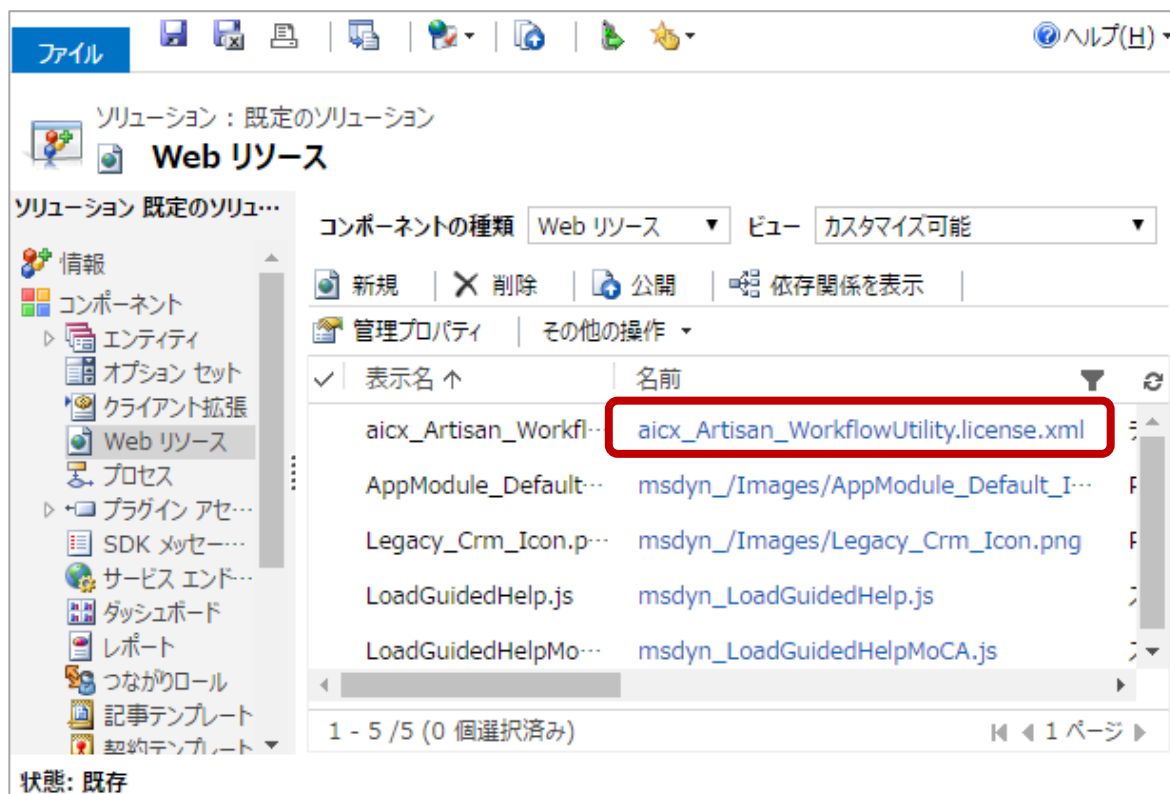 ファイル
ヘルプ(H)
ソリューション : 既定のソリューション
Web リソース
ソリューション 既定のソリュ…
コンポーネントの種類 Web リソース ビュー カスタマイズ可能
情報
コンポーネント
エンティティ
オプション セット
クライアント拡張
Web リソース
プロセス
プラグイン アセ…
SDK メッセー…
サービス エンド…
ダッシュボード
レポート
つながりロール
記事テンプレート
契約テンプレート
新規 削除 公開 依存関係を表示
管理プロパティ その他の操作
表示名 名前
aicx_Artisan_Workfl… aicx_Artisan_WorkflowUtility.license.xml
AppModule_Default… msdyn_/Images/AppModule_Default_I…
Legacy_Crm_Icon.p… msdyn_/Images/Legacy_Crm_Icon.png
LoadGuidedHelp.js msdyn_LoadGuidedHelp.js
LoadGuidedHelpMo… msdyn_LoadGuidedHelpMoCA.js
1 - 5 /5 (0 個選択済み) 1 ページ
状態: 既存